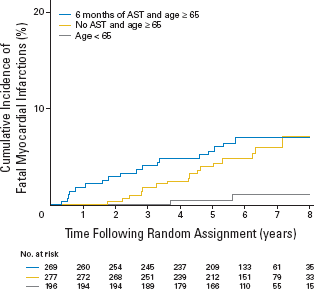 20
6 months of AST and age ≥ 65
No AST and age ≥ 65
Age < 65
Cumulative Incidence of
Fatal Myocardial Infarctions (%)
10
0 1 2 3 4 5 6 7 8
Time Following Random Assignment (years)
No. at risk
269 260 254 245 237 209 133 61 35
277 272 268 251 239 212 151 79 33
196 194 194 189 179 166 110 55 15